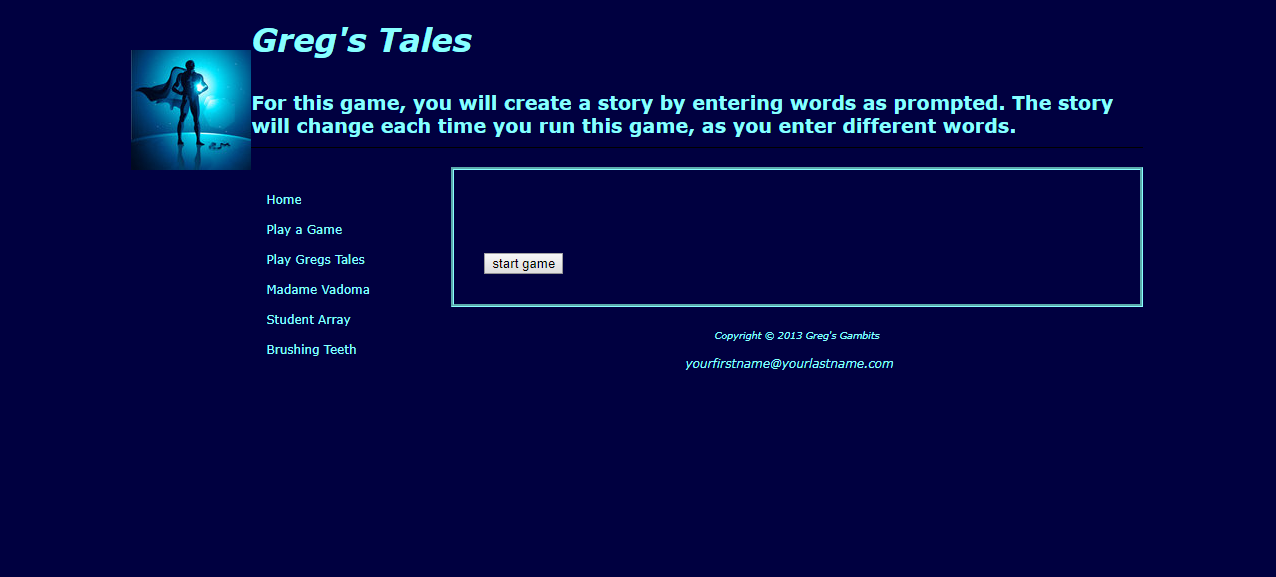 Greg's Tales
For this game, you will create a story by entering words as prompted. The story
will change each time you run this game, as you enter different words.
Home
Play a Game
Play Gregs Tales
Madame Vadoma
Student Array
Brushing Teeth
start game
Copyright © 2013 Greg's Gambits
yourfirstname@yourlastname.com